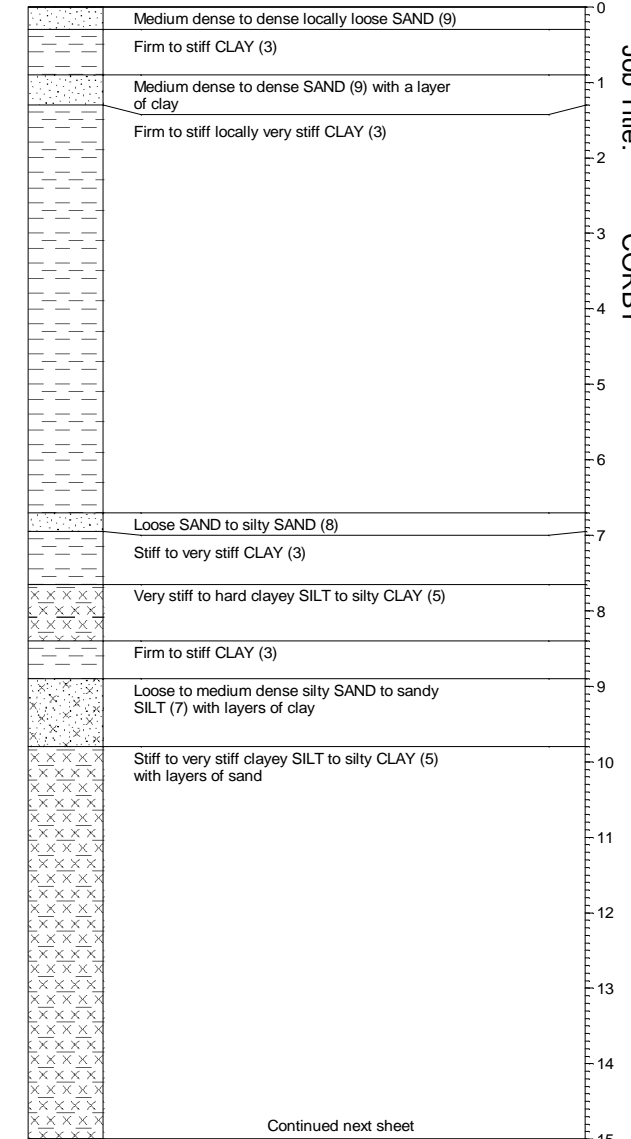 Medium dense to dense locally loose SAND (9)
Firm to stiff CLAY (3)
Medium dense to dense SAND (9) with a layer
of clay
Firm to stiff locally very stiff CLAY (3)
Loose SAND to silty SAND (8)
Stiff to very stiff CLAY (3)
Very stiff to hard clayey SILT to silty CLAY (5)
Firm to stiff CLAY (3)
Loose to medium dense silty SAND to sandy
SILT (7) with layers of clay
Stiff to very stiff clayey SILT to silty CLAY (5)
with layers of sand
Continued next sheet
0
1
2
3
4
5
6
7
8
9
10
11
12
13
14
15
Job Title:
CORBY